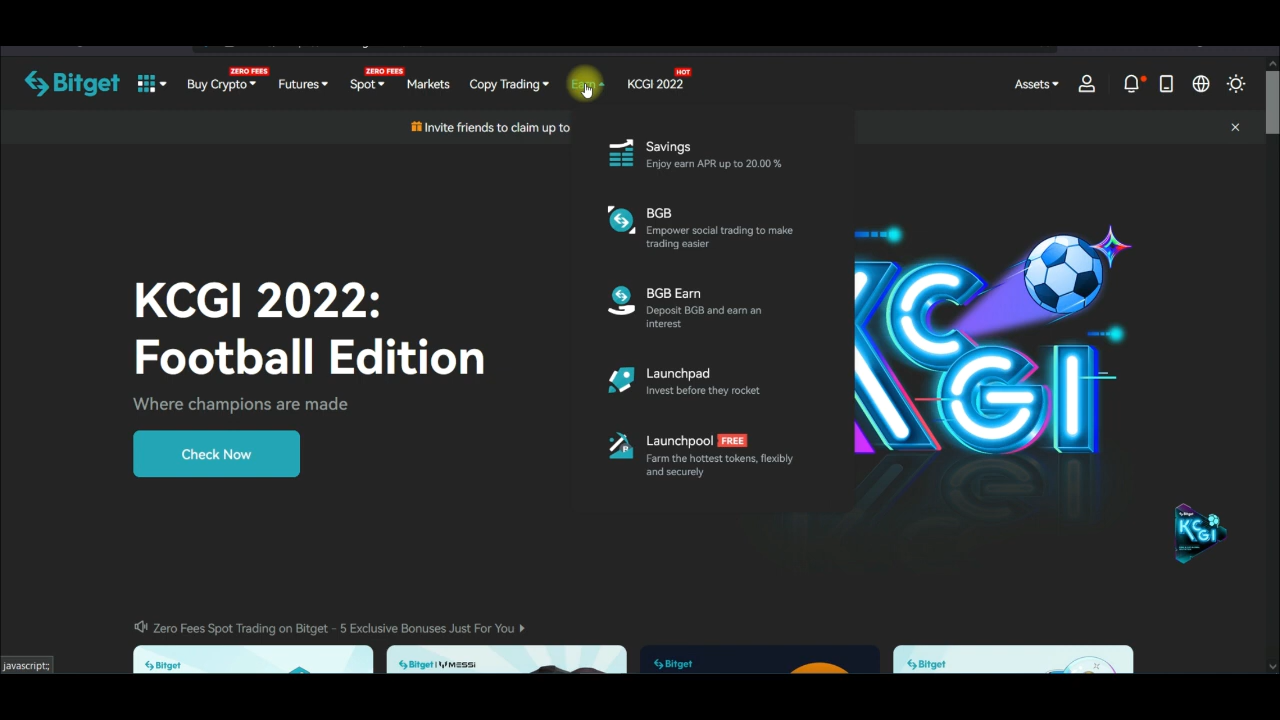 Bitget
Buy Crypto
ZERO FEES
Futures
Spot
ZERO FEES
Markets
Copy Trading
Earn
KCGI 2022
HOT
Assets
Invite friends to claim up to
Savings
Enjoy earn APR up to 20.00 %
BGB
Empower social trading to make
trading easier
BGB Earn
Deposit BGB and earn an
interest
Launchpad
Invest before they rocket
Launchpool FREE
Farm the hottest tokens, flexibly
and securely
KCGI 2022:
Football Edition
Where champions are made
Check Now
KCGI
Bitget
KCGI
Zero Fees Spot Trading on Bitget - 5 Exclusive Bonuses Just For You
javascript:;
Bitget
Bitget | MESSI
Bitget
Bitget